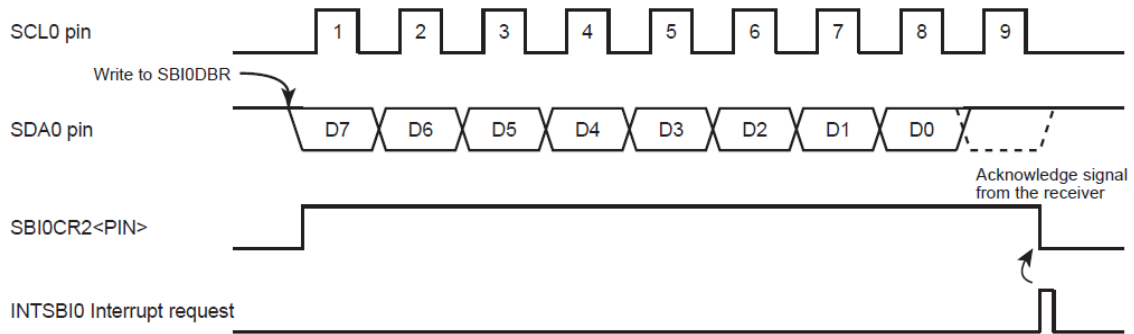 SCL0 pin
1 2 3 4 5 6 7 8 9
Write to SBI0DBR
SDA0 pin
D7 D6 D5 D4 D3 D2 D1 D0
Acknowledge signal
from the receiver
SBI0CR2<PIN>
INTSBI0 Interrupt request